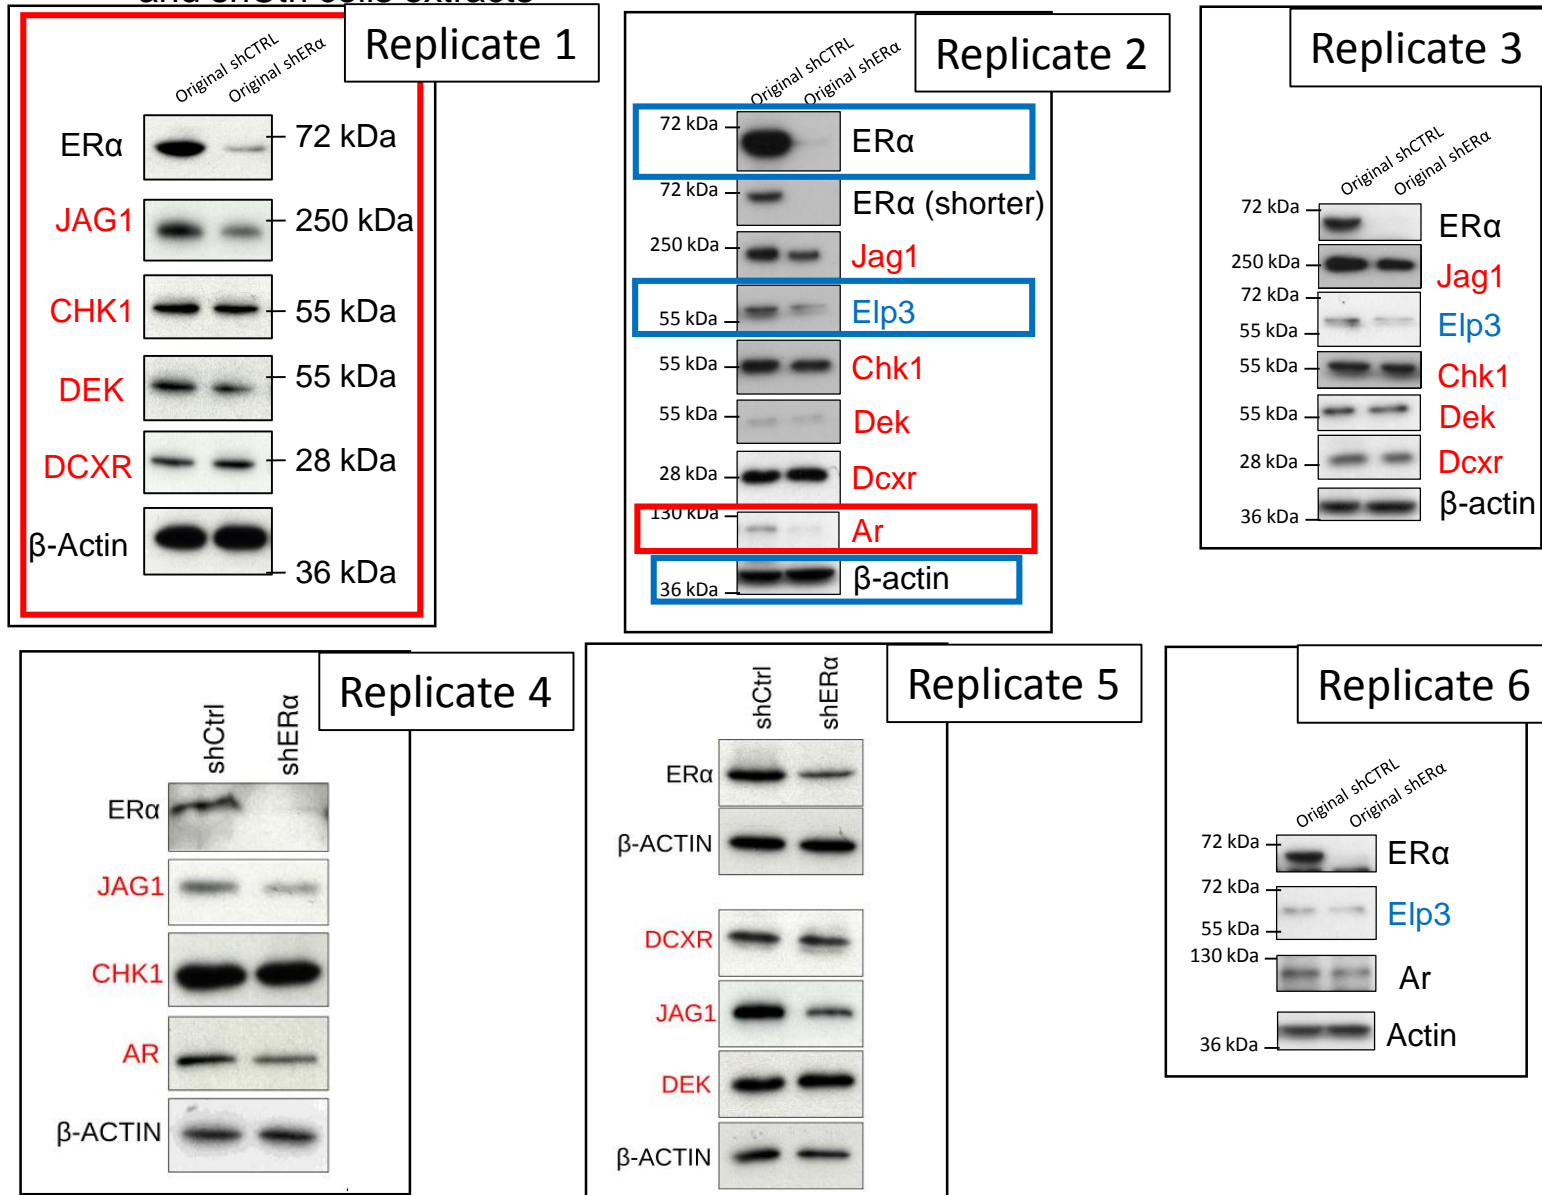 Replicate 1
Original shCTRL
Original shERα
ERα
72 kDa
JAG1
250 kDa
CHK1
55 kDa
DEK
55 kDa
DCXR
28 kDa
β-Actin
36 kDa
Replicate 2
Original shCTRL
Original shERα
72 kDa
ERα
72 kDa
ERα (shorter)
250 kDa
Jag1
55 kDa
Elp3
55 kDa
Chk1
55 kDa
Dek
28 kDa
Dcxr
130 kDa
Ar
36 kDa
β-actin
Replicate 3
Original shCTRL
Original shERα
72 kDa
ERα
250 kDa
Jag1
72 kDa
Elp3
55 kDa
55 kDa
Chk1
55 kDa
Dek
28 kDa
Dcxr
36 kDa
β-actin
Replicate 4
shCtrl
shERα
ERα
JAG1
CHK1
AR
β-ACTIN
Replicate 5
shCtrl
shERα
ERα
β-ACTIN
DCXR
JAG1
DEK
β-ACTIN
Replicate 6
Original shCTRL
Original shERα
72 kDa
ERα
72 kDa
Elp3
55 kDa
130 kDa
Ar
36 kDa
Actin